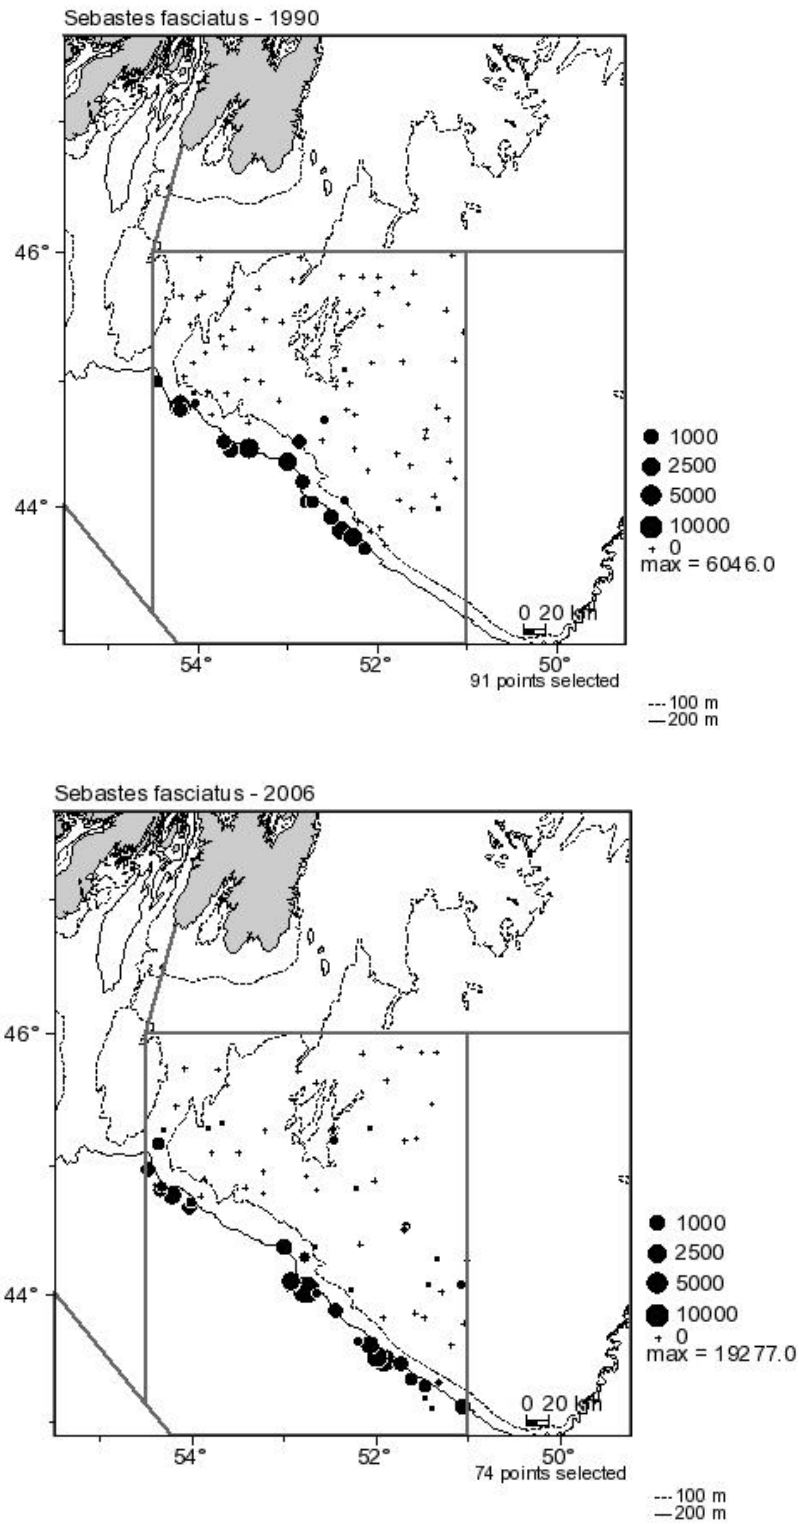 Sebastes fasciatus - 1990
46°
44°
1000
2500
5000
10000
0
max = 6046.0
0 20 km
54° 52° 50°
91 points selected
100 m
200 m
Sebastes fasciatus - 2006
46°
44°
1000
2500
5000
10000
0
max = 19277.0
0 20 km
54° 52° 50°
74 points selected
100 m
200 m